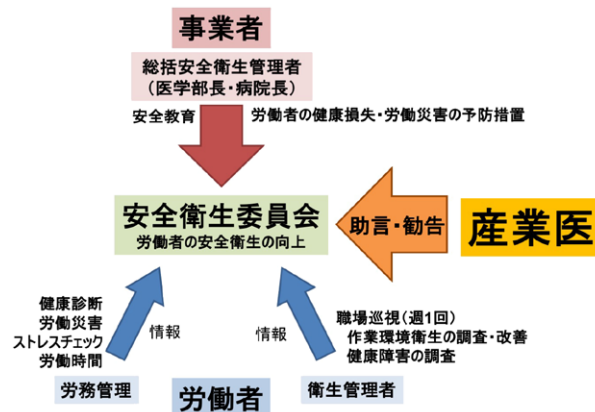 事業者
総括安全衛生管理者
（医学部長・病院長）
安全教育
労働者の健康損失・労働災害の予防措置
安全衛生委員会
労働者の安全衛生の向上
助言・勧告
産業医
健康診断
労働災害
ストレスチェック
労働時間
情報
情報
職場巡視（週1回）
作業環境衛生の調査・改善
健康障害の調査
労務管理
労働者
衛生管理者